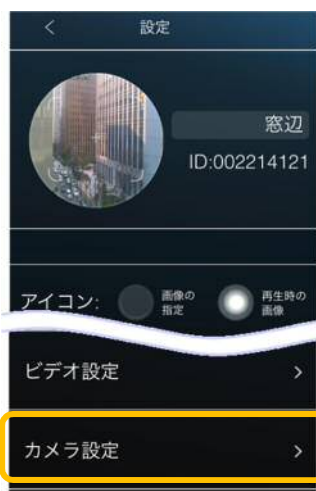 設定
窓辺
ID:002214121
アイコン:
画像の
指定
再生時の
画像
ビデオ設定
カメラ設定